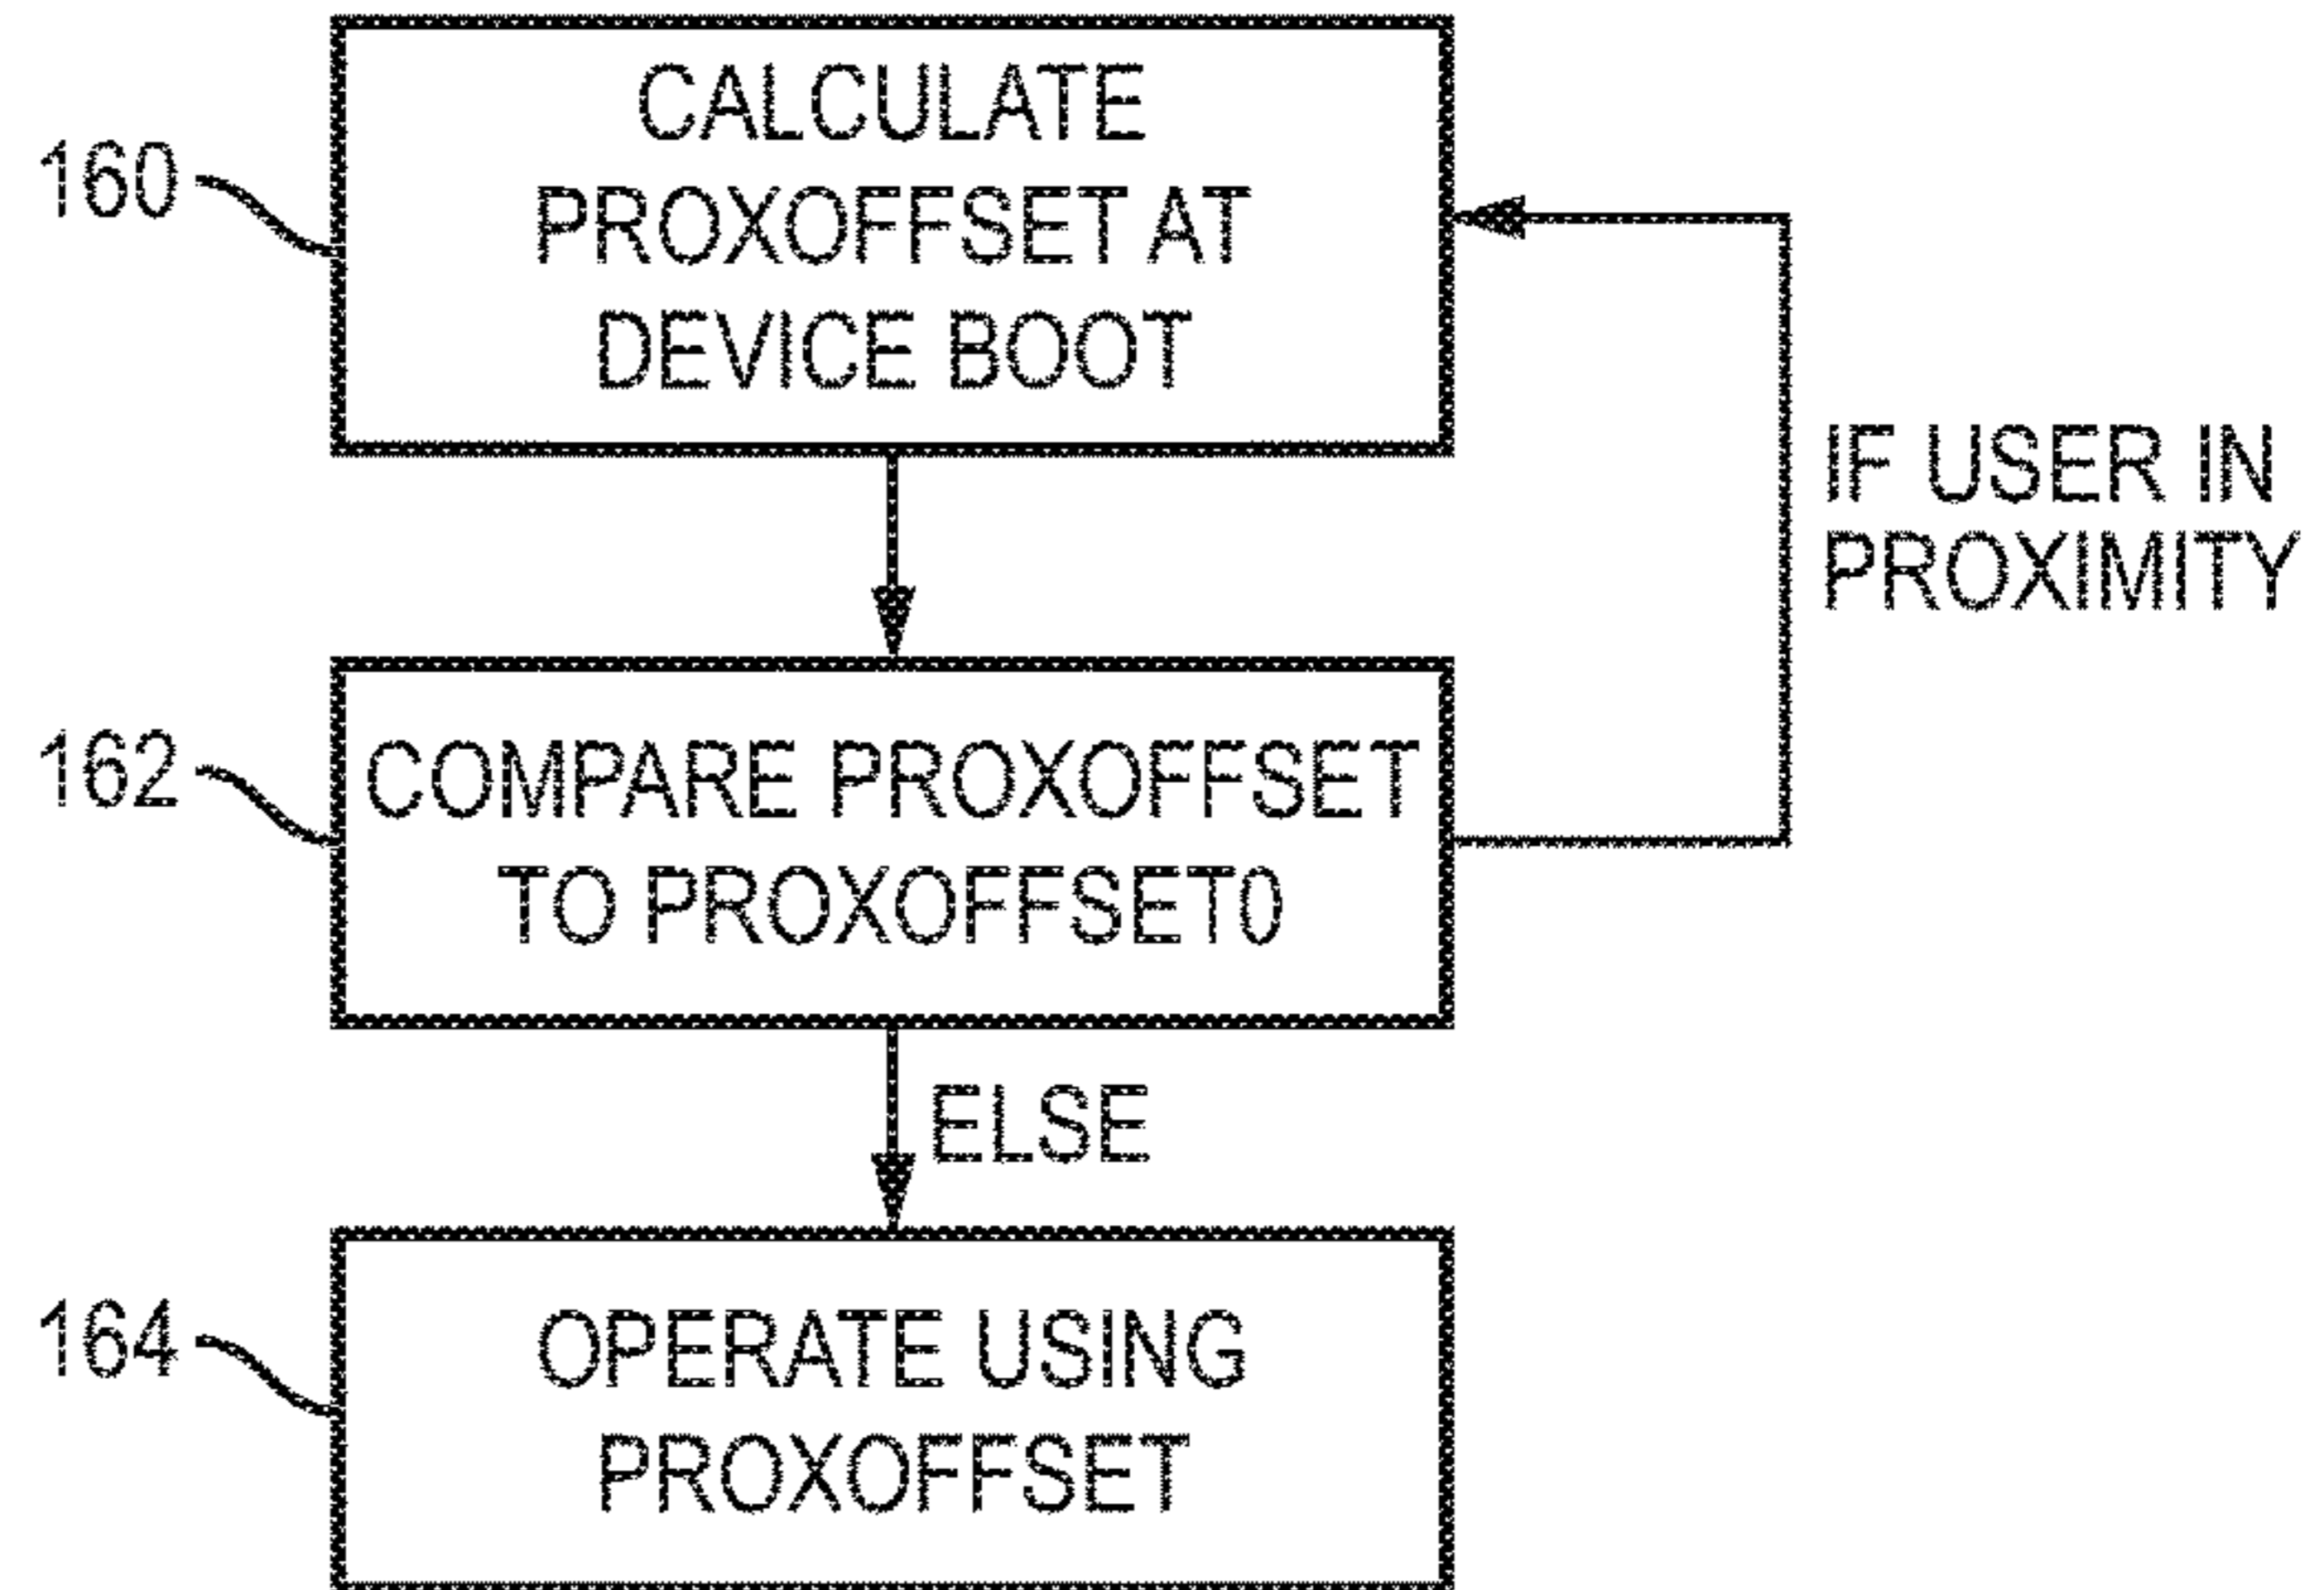 160
CALCULATE
PROXOFFSET AT
DEVICE BOOT
IF USER IN
PROXIMITY
162
COMPARE PROXOFFSET
TO PROXOFFSET0
ELSE
164
OPERATE USING
PROXOFFSET